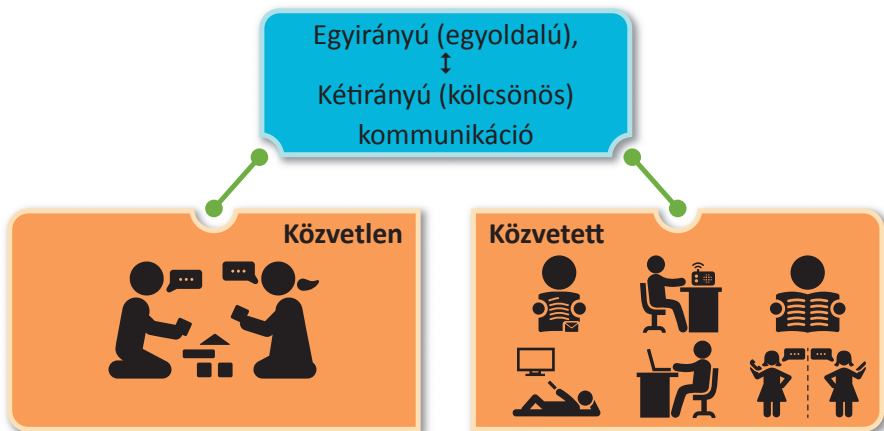 Egyirányú (egyoldalú),
↕
Kétirányú (kölcsönös)
kommunikáció
Közvetlen
Közvetett